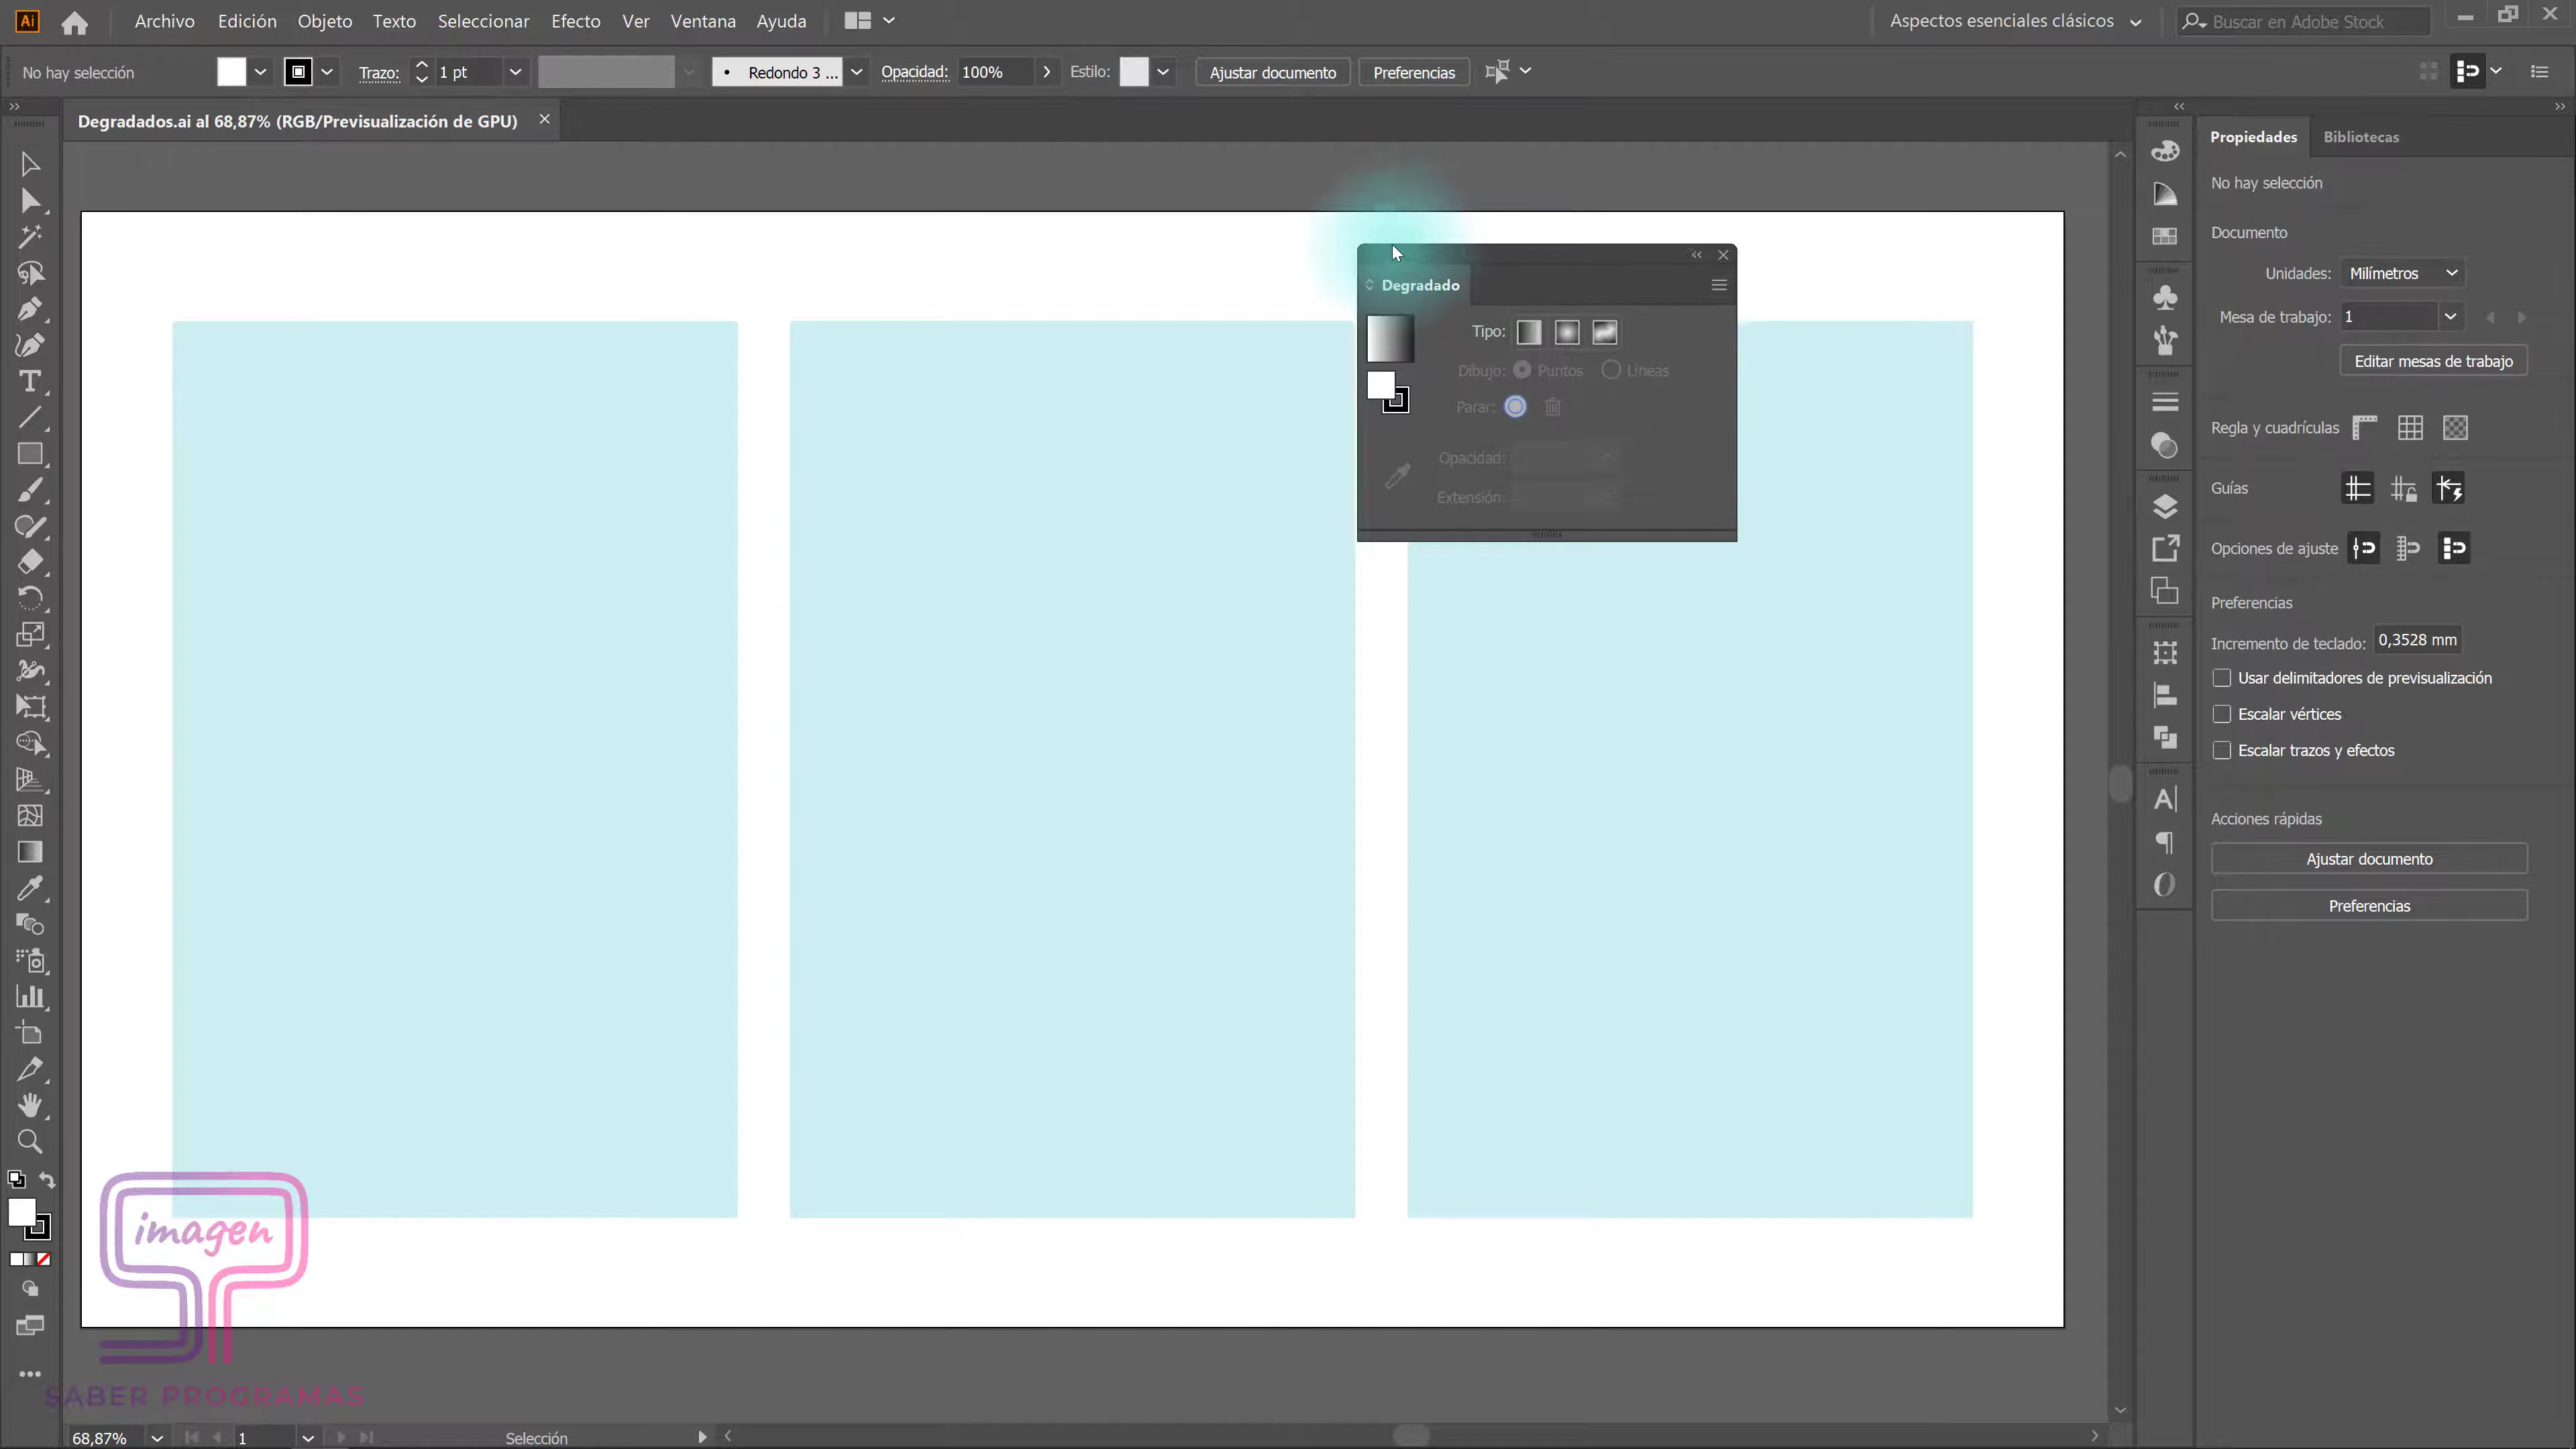 Ai Archivo Edición Objeto Texto Seleccionar Efecto Ver Ventana Ayuda Aspectos esenciales clásicos Buscar en Adobe Stock
No hay selección Trazo: 1 pt Redondo 3 ... Opacidad: 100% Estilo: Ajustar documento Preferencias
Degradados.ai al 68,87% (RGB/Previsualización de GPU)
Degradado
Tipo:
Dibujo: Puntos Líneas
Parar:
Opacidad:
Extensión:
Propiedades Bibliotecas
No hay selección
Documento
Unidades: Milímetros
Mesa de trabajo: 1
Editar mesas de trabajo
Regla y cuadrículas
Guías
Opciones de ajuste
Preferencias
Incremento de teclado: 0,3528 mm
Usar delimitadores de previsualización
Escalar vértices
Escalar trazos y efectos
Acciones rápidas
Ajustar documento
Preferencias
imagen
SABER PROGRAMAS
68,87% 1 Selección